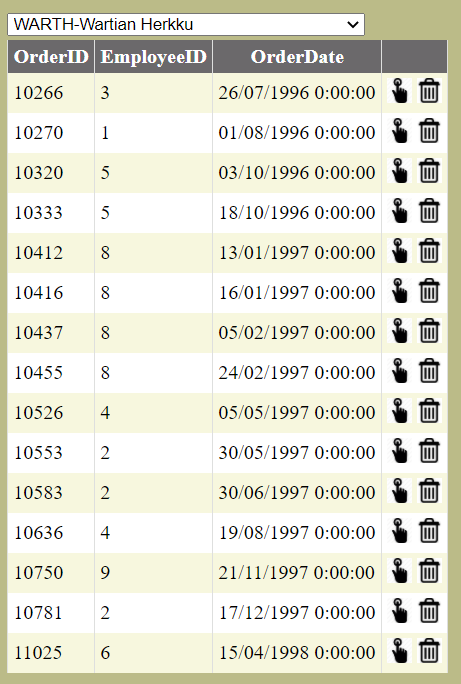 WARTH-Wartian Herkku
OrderID EmployeeID OrderDate
10266 3 26/07/1996 0:00:00
10270 1 01/08/1996 0:00:00
10320 5 03/10/1996 0:00:00
10333 5 18/10/1996 0:00:00
10412 8 13/01/1997 0:00:00
10416 8 16/01/1997 0:00:00
10437 8 05/02/1997 0:00:00
10455 8 24/02/1997 0:00:00
10526 4 05/05/1997 0:00:00
10553 2 30/05/1997 0:00:00
10583 2 30/06/1997 0:00:00
10636 4 19/08/1997 0:00:00
10750 9 21/11/1997 0:00:00
10781 2 17/12/1997 0:00:00
11025 6 15/04/1998 0:00:00